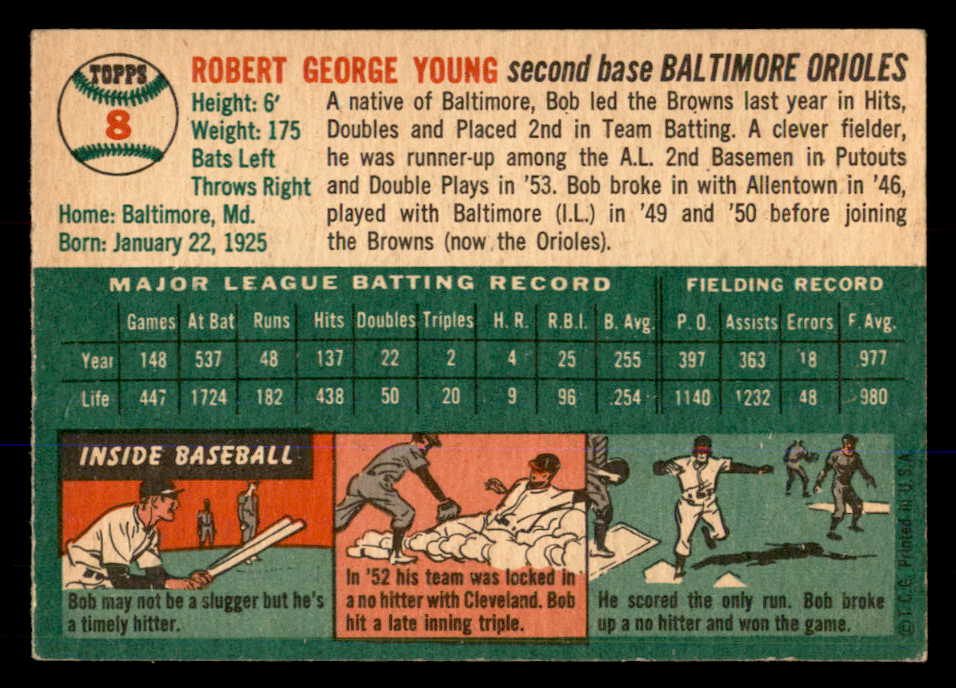 TOPPS
8
ROBERT GEORGE YOUNG second base BALTIMORE ORIOLES
Height: 6'
Weight: 175
Bats Left
Throws Right
Home: Baltimore, Md.
Born: January 22, 1925
A native of Baltimore, Bob led the Browns last year in Hits,
Doubles and Placed 2nd in Team Batting. A clever fielder,
he was runner-up among the A.L. 2nd Basemen in Putouts
and Double Plays in '53. Bob broke in with Allentown in '46,
played with Baltimore (I.L.) in '49 and '50 before joining
the Browns (now the Orioles).
MAJOR LEAGUE BATTING RECORD FIELDING RECORD
Games At Bat Runs Hits Doubles Triples H. R. R.B.I. B. Avg. P. O. Assists Errors F. Avg.
Year 148 537 48 137 22 2 4 25 .255 397 363 18 .977
Life 447 1724 182 438 50 20 9 96 .254 1140 1232 48 .980
INSIDE BASEBALL
Bob may not be a slugger but he's
a timely hitter.
In '52 his team was locked in
a no hitter with Cleveland. Bob
hit a late inning triple.
He scored the only run. Bob broke
up a no hitter and won the game.
© T. C. G. Printed in U.S.A.